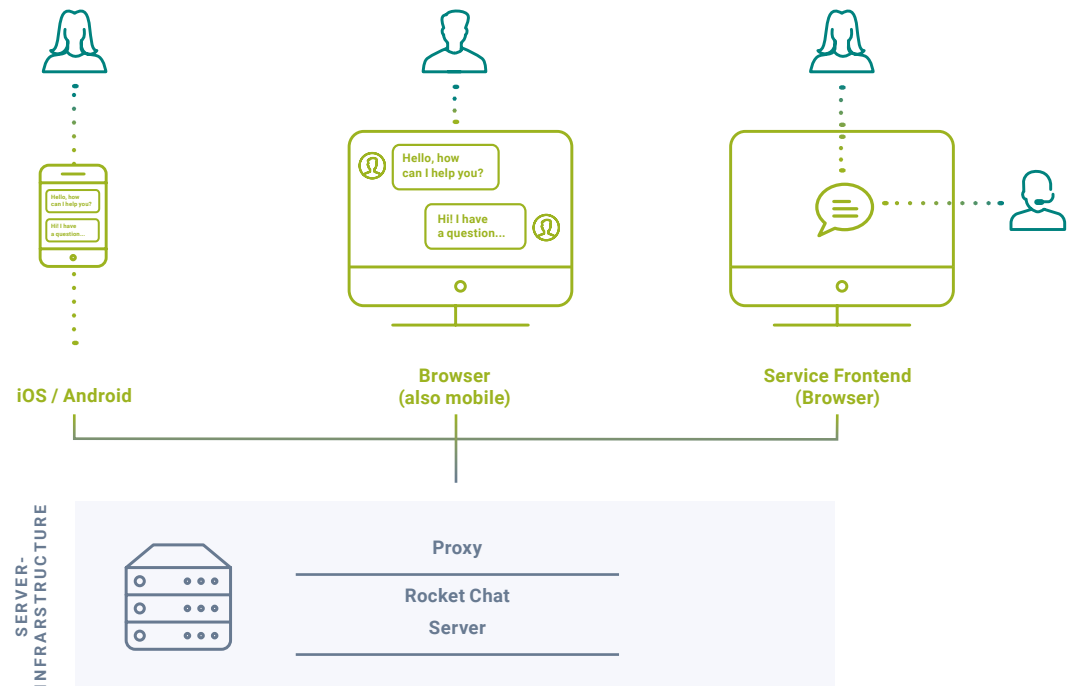 Hello, how
can I help you?
Hi! I have
a question...
Hello, how
can I help you?
Hi! I have
a question...
iOS / Android
Browser
(also mobile)
Service Frontend
(Browser)
SERVER-
INFRARSTRUCTURE
Proxy
Rocket Chat
Server